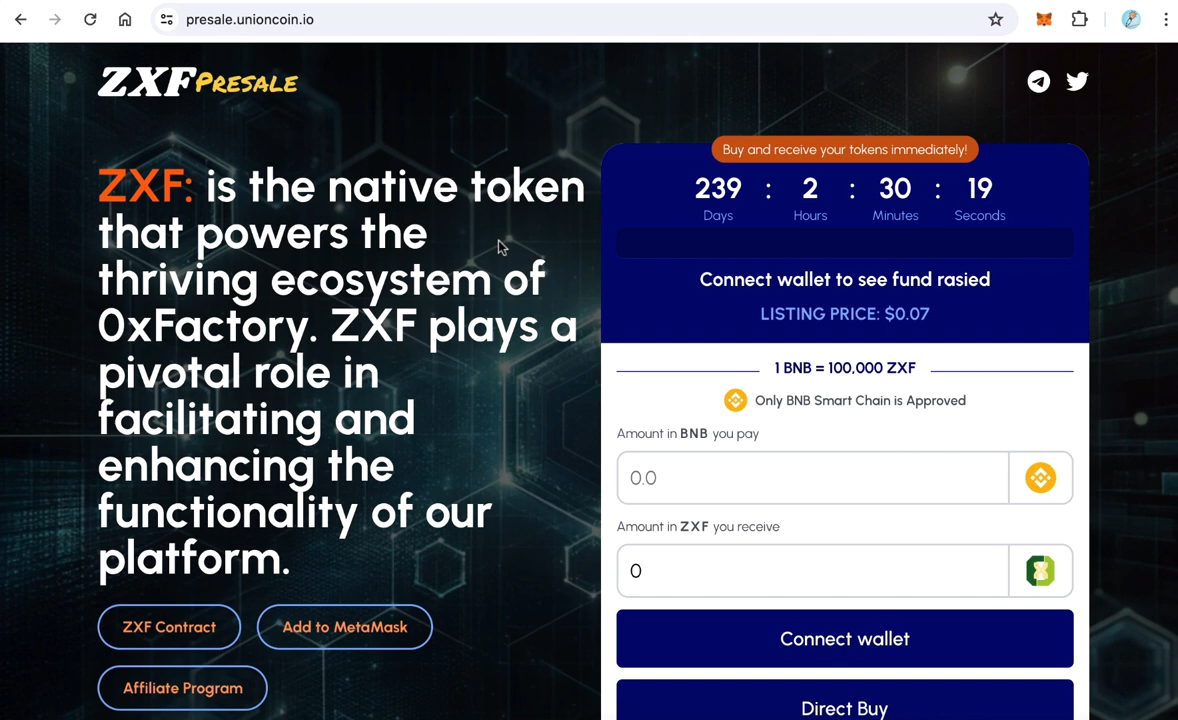 presale.unioncoin.io
ZXF PRESALE
ZXF: is the native token
that powers the
thriving ecosystem of
0xFactory. ZXF plays a
pivotal role in
facilitating and
enhancing the
functionality of our
platform.
ZXF Contract
Add to MetaMask
Affiliate Program
Buy and receive your tokens immediately!
239 : 2 : 30 : 19
Days Hours Minutes Seconds
Connect wallet to see fund rasied
LISTING PRICE: $0.07
1 BNB = 100,000 ZXF
Only BNB Smart Chain is Approved
Amount in BNB you pay
0.0
Amount in ZXF you receive
0
Connect wallet
Direct Buy